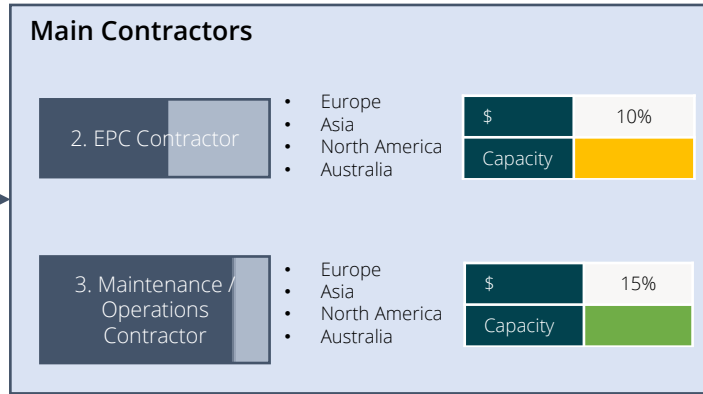 Main Contractors
2. EPC Contractor
• Europe
• Asia
• North America
• Australia
$ 10%
Capacity
3. Maintenance /
Operations
Contractor
• Europe
• Asia
• North America
• Australia
$ 15%
Capacity